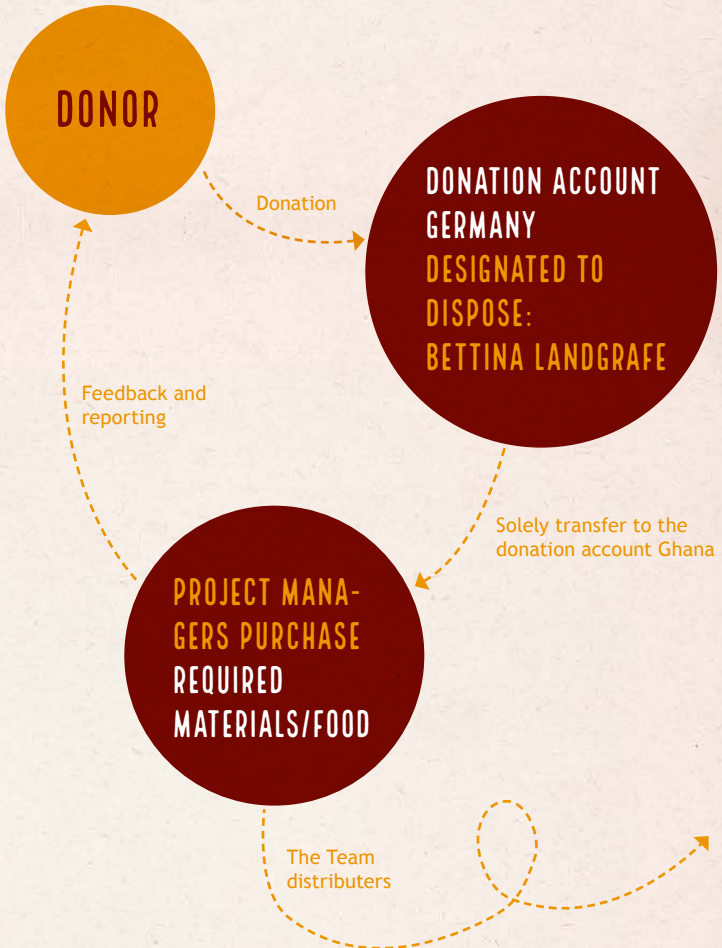 DONOR
Donation
DONATION ACCOUNT
GERMANY
DESIGNATED TO
DISPOSE:
BETTINA LANDGRAFE
Feedback and
reporting
Solely transfer to the
donation account Ghana
PROJECT MANA-
GERS PURCHASE
REQUIRED
MATERIALS/FOOD
The Team
distributers